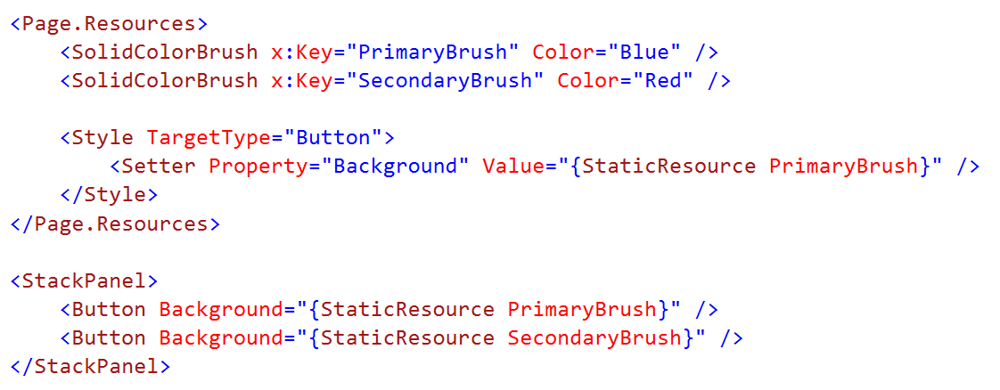 <Page.Resources>
    <SolidColorBrush x:Key="PrimaryBrush" Color="Blue" />
    <SolidColorBrush x:Key="SecondaryBrush" Color="Red" />

    <Style TargetType="Button">
        <Setter Property="Background" Value="{StaticResource PrimaryBrush}" />
    </Style>
</Page.Resources>

<StackPanel>
    <Button Background="{StaticResource PrimaryBrush}" />
    <Button Background="{StaticResource SecondaryBrush}" />
</StackPanel>